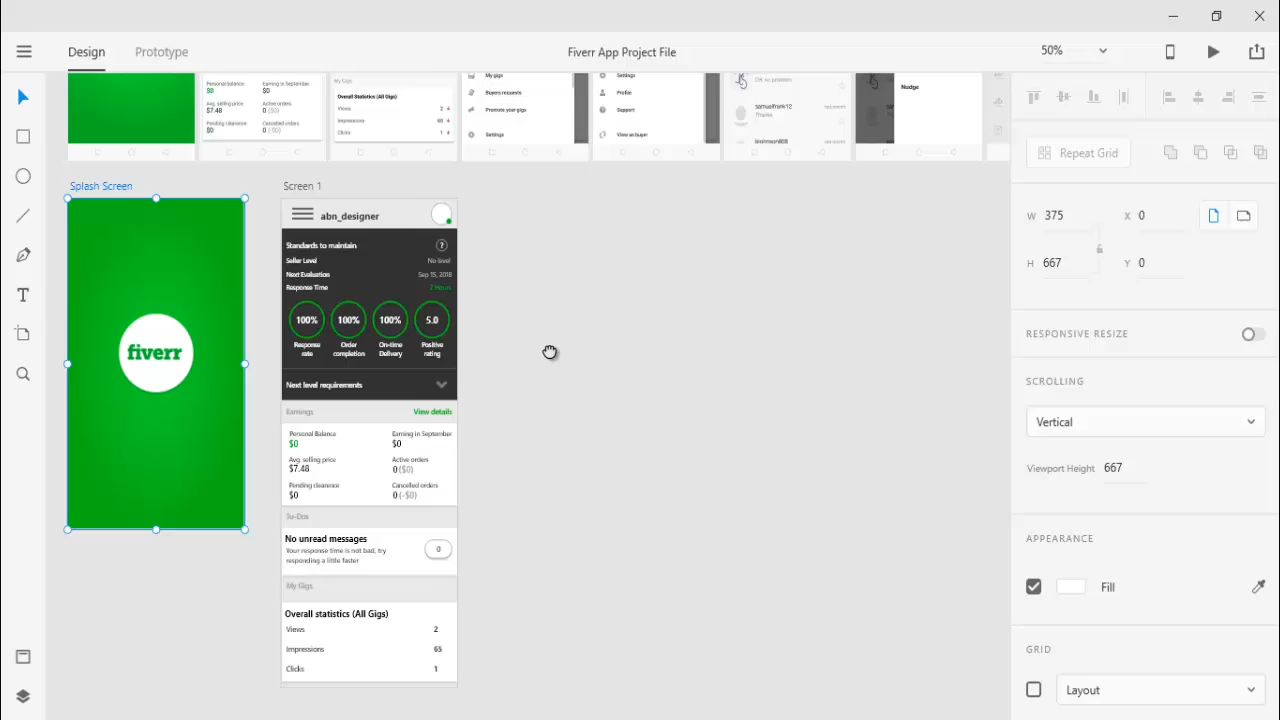 Design
Prototype
Fiverr App Project File
50%
Personal balance
$0
Earning in September
$0
Avg. selling price
$7.48
Active orders
0 ($0)
Pending clearence
$0
Cancelled orders
0 (-$0)
My Gigs
Overall Statistics (All Gigs)
Views 2
Impressions 65
Clicks 1
My gigs
Buyers requests
Promote your gigs
Settings
Settings
Profile
Support
View as buyer
samuelfrank12
Thanks
Nudge
Repeat Grid
Splash Screen
Screen 1
fiverr
abn_designer
Standards to maintain ?
Seller Level No level
Next Evaluation Sep 15, 2018
Response Time 2 Hours
100% 100% 100% 5.0
Response rate
Order completion
On-time Delivery
Positive rating
Next level requirements
Earnings View details
Personal Balance
$0
Earning in September
$0
Avg. selling price
$7.48
Active orders
0 ($0)
Pending clearence
$0
Cancelled orders
0 (-$0)
To-Dos
No unread messages
Your response time is not bad, try
responding a little faster
0
My Gigs
Overall statistics (All Gigs)
Views 2
Impressions 65
Clicks 1
W 375 X 0
H 667 Y 0
RESPONSIVE RESIZE
SCROLLING
Vertical
Viewport Height 667
APPEARANCE
Fill
GRID
Layout